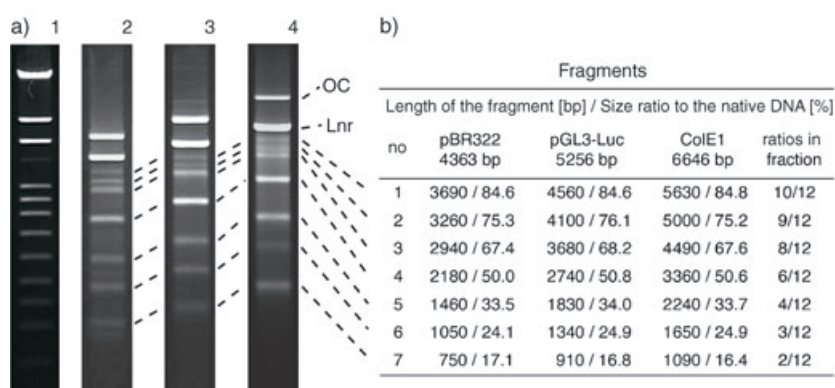 a)
1
2
3
4
OC
Lnr
b)
Fragments
Length of the fragment [bp] / Size ratio to the native DNA [%]
no pBR322 pGL3-Luc ColE1 ratios in
4363 bp 5256 bp 6646 bp fraction
1 3690 / 84.6 4560 / 84.6 5630 / 84.8 10/12
2 3260 / 75.3 4100 / 76.1 5000 / 75.2 9/12
3 2940 / 67.4 3680 / 68.2 4490 / 67.6 8/12
4 2180 / 50.0 2740 / 50.8 3360 / 50.6 6/12
5 1460 / 33.5 1830 / 34.0 2240 / 33.7 4/12
6 1050 / 24.1 1340 / 24.9 1650 / 24.9 3/12
7 750 / 17.1 910 / 16.8 1090 / 16.4 2/12